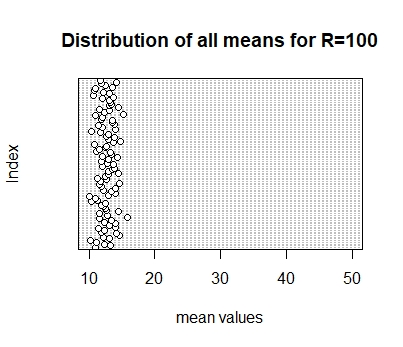 Distribution of all means for R=100
Index
10 20 30 40 50
mean values